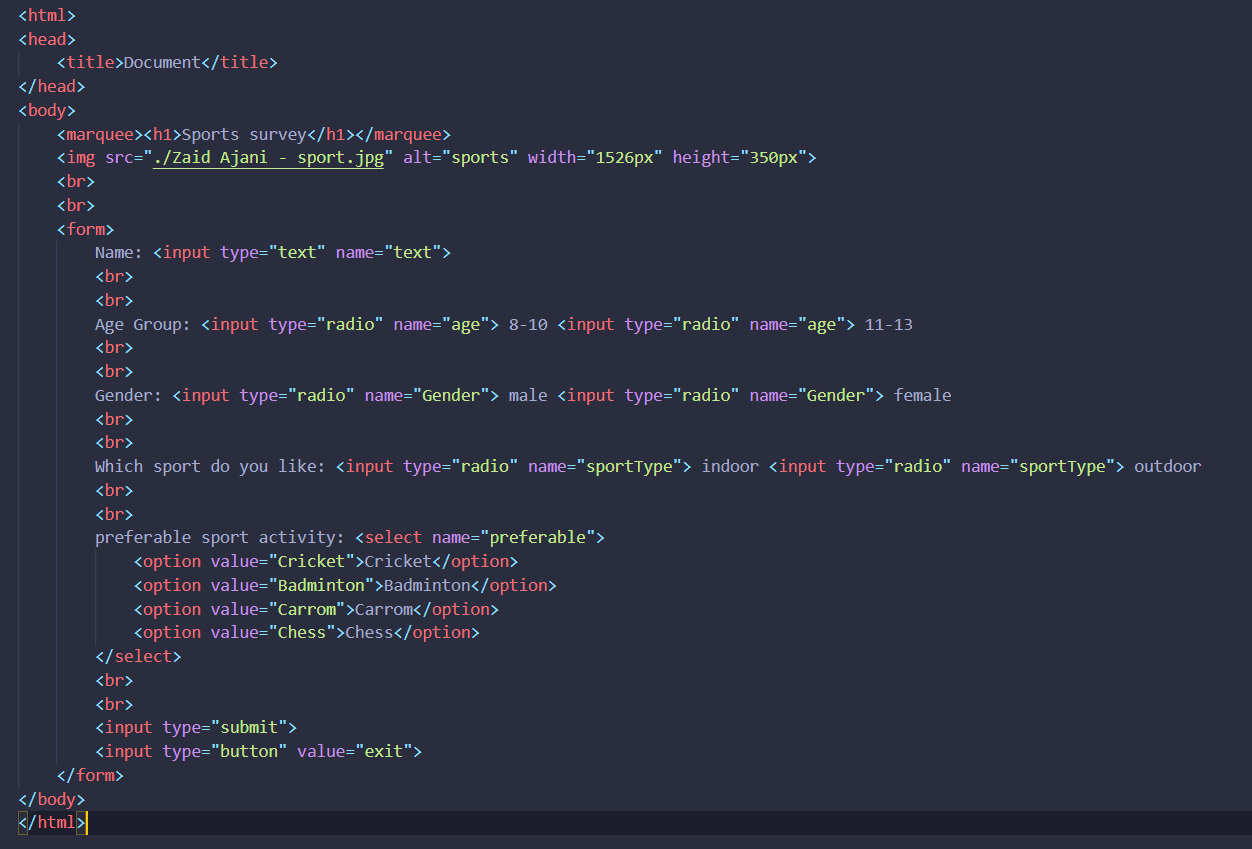 <html>
<head>
    <title>Document</title>
</head>
<body>
    <marquee><h1>Sports survey</h1></marquee>
    <img src="./Zaid Ajani - sport.jpg" alt="sports" width="1526px" height="350px">
    <br>
    <br>
    <form>
        Name: <input type="text" name="text">
        <br>
        <br>
        Age Group: <input type="radio" name="age"> 8-10 <input type="radio" name="age"> 11-13
        <br>
        <br>
        Gender: <input type="radio" name="Gender"> male <input type="radio" name="Gender"> female
        <br>
        <br>
        Which sport do you like: <input type="radio" name="sportType"> indoor <input type="radio" name="sportType"> outdoor
        <br>
        <br>
        preferable sport activity: <select name="preferable">
            <option value="Cricket">Cricket</option>
            <option value="Badminton">Badminton</option>
            <option value="Carrom">Carrom</option>
            <option value="Chess">Chess</option>
        </select>
        <br>
        <br>
        <input type="submit">
        <input type="button" value="exit">
    </form>
</body>
</html>